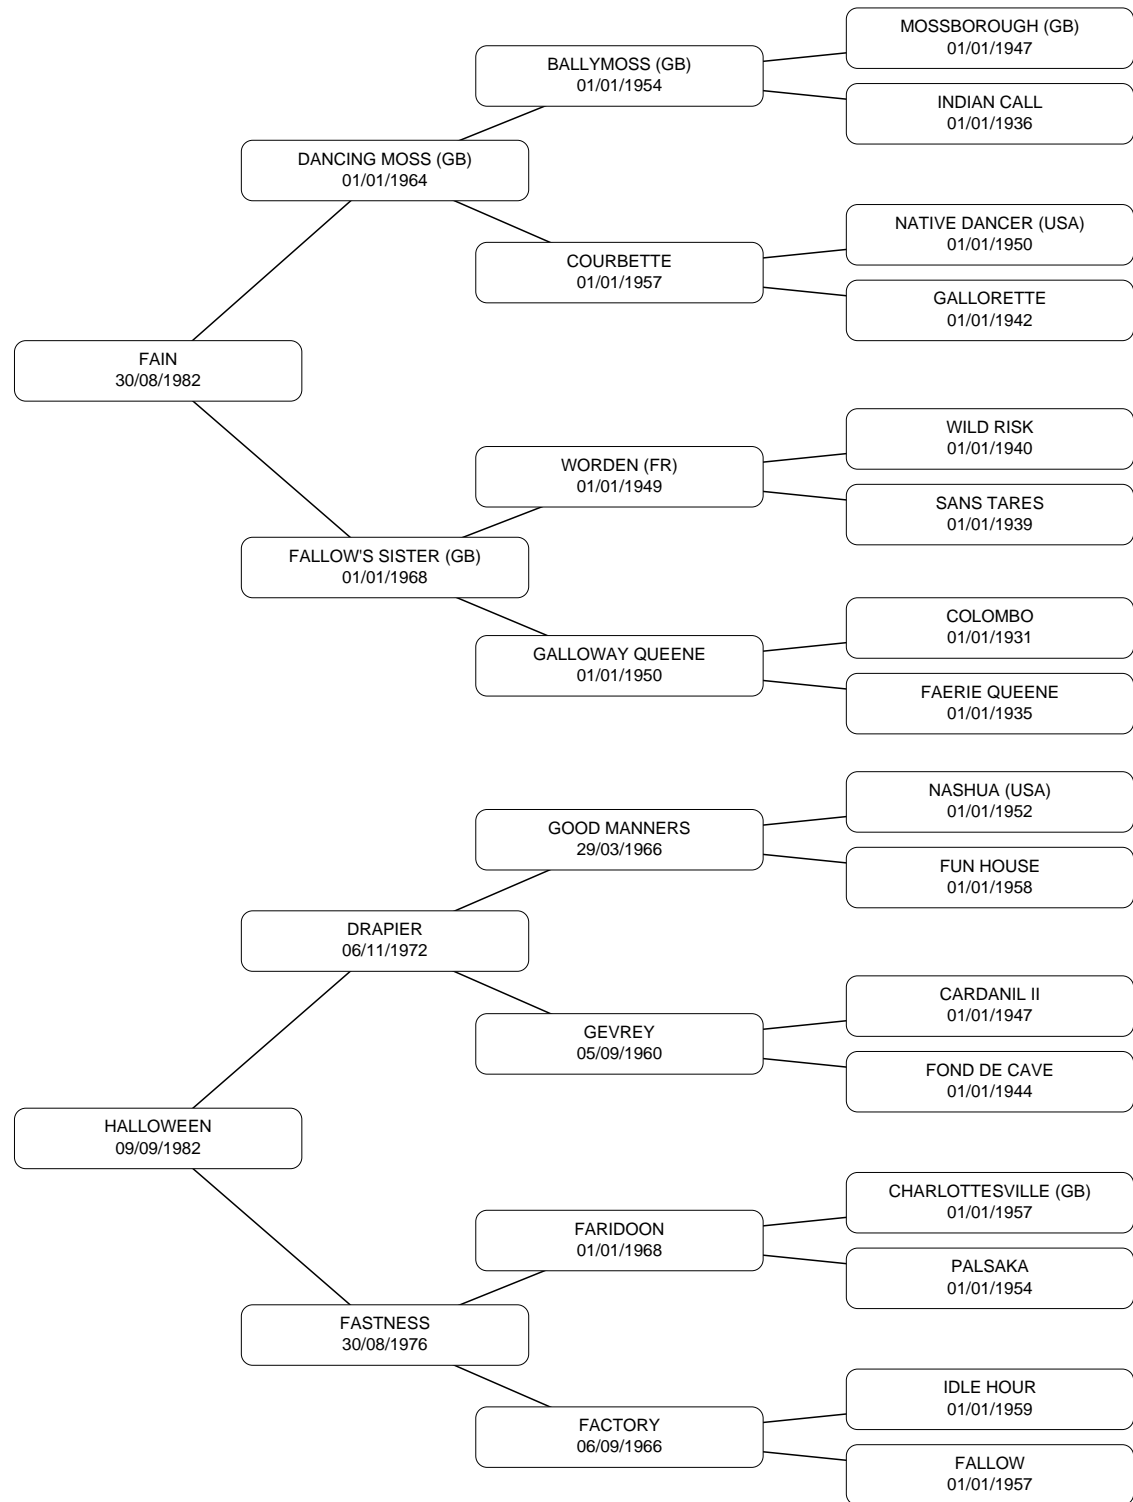 MOSSBOROUGH (GB)
01/01/1947
BALLYMOSS (GB)
01/01/1954
INDIAN CALL
01/01/1936
DANCING MOSS (GB)
01/01/1964
NATIVE DANCER (USA)
01/01/1950
COURBETTE
01/01/1957
GALLORETTE
01/01/1942
FAIN
30/08/1982
WILD RISK
01/01/1940
WORDEN (FR)
01/01/1949
SANS TARES
01/01/1939
FALLOW'S SISTER (GB)
01/01/1968
COLOMBO
01/01/1931
GALLOWAY QUEENE
01/01/1950
FAERIE QUEENE
01/01/1935
NASHUA (USA)
01/01/1952
GOOD MANNERS
29/03/1966
FUN HOUSE
01/01/1958
DRAPIER
06/11/1972
CARDANIL II
01/01/1947
GEVREY
05/09/1960
FOND DE CAVE
01/01/1944
HALLOWEEN
09/09/1982
CHARLOTTESVILLE (GB)
01/01/1957
FARIDOON
01/01/1968
PALSAKA
01/01/1954
FASTNESS
30/08/1976
IDLE HOUR
01/01/1959
FACTORY
06/09/1966
FALLOW
01/01/1957